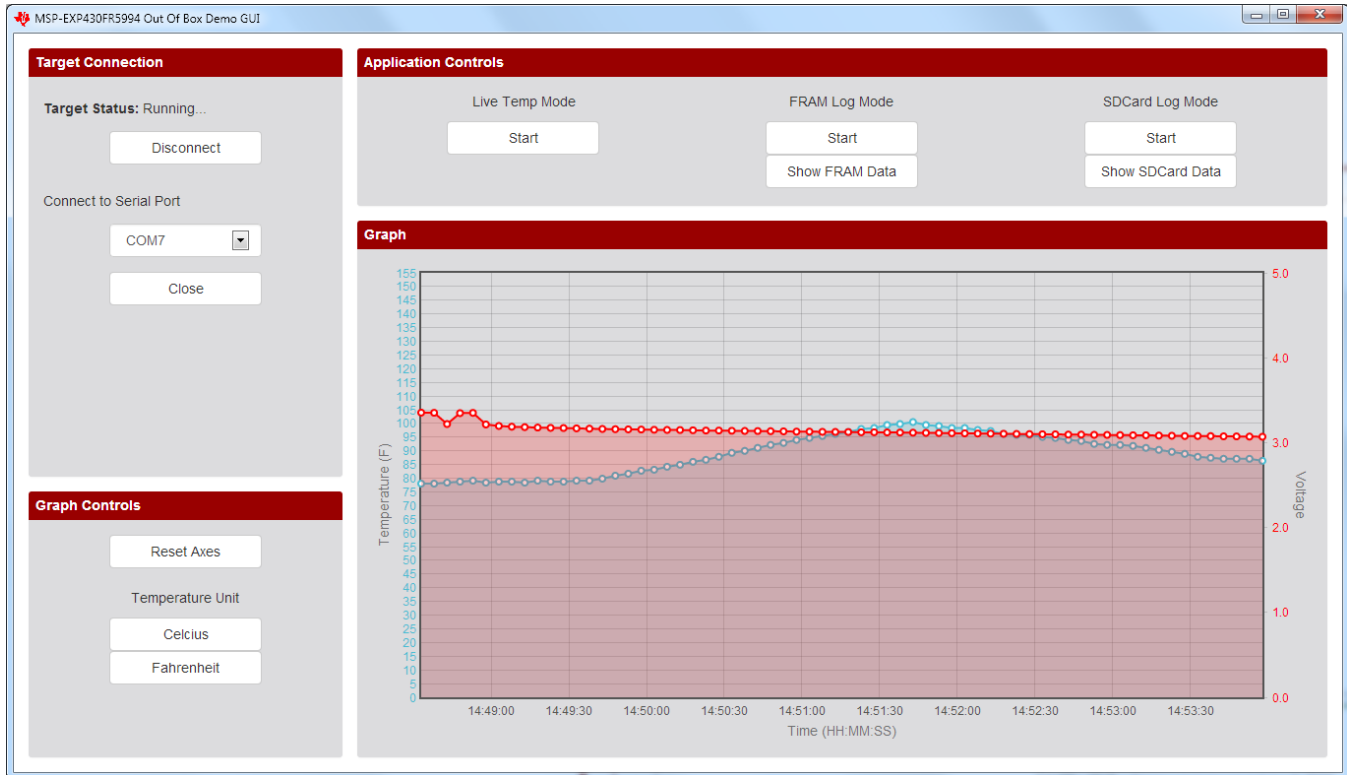 MSP-EXP430FR5994 Out Of Box Demo GUI
Target Connection
Target Status: Running...
Disconnect
Connect to Serial Port
COM7
Close
Graph Controls
Reset Axes
Temperature Unit
Celcius
Fahrenheit
Application Controls
Live Temp Mode
Start
FRAM Log Mode
Start
Show FRAM Data
SDCard Log Mode
Start
Show SDCard Data
Graph
Temperature (F)
155
150
145
140
135
130
125
120
115
110
105
100
95
90
85
80
75
70
65
60
55
50
45
40
35
30
25
20
15
10
5
0
5.0
4.0
3.0
2.0
1.0
0.0
Voltage
14:49:00 14:49:30 14:50:00 14:50:30 14:51:00 14:51:30 14:52:00 14:52:30 14:53:00 14:53:30
Time (HH:MM:SS)